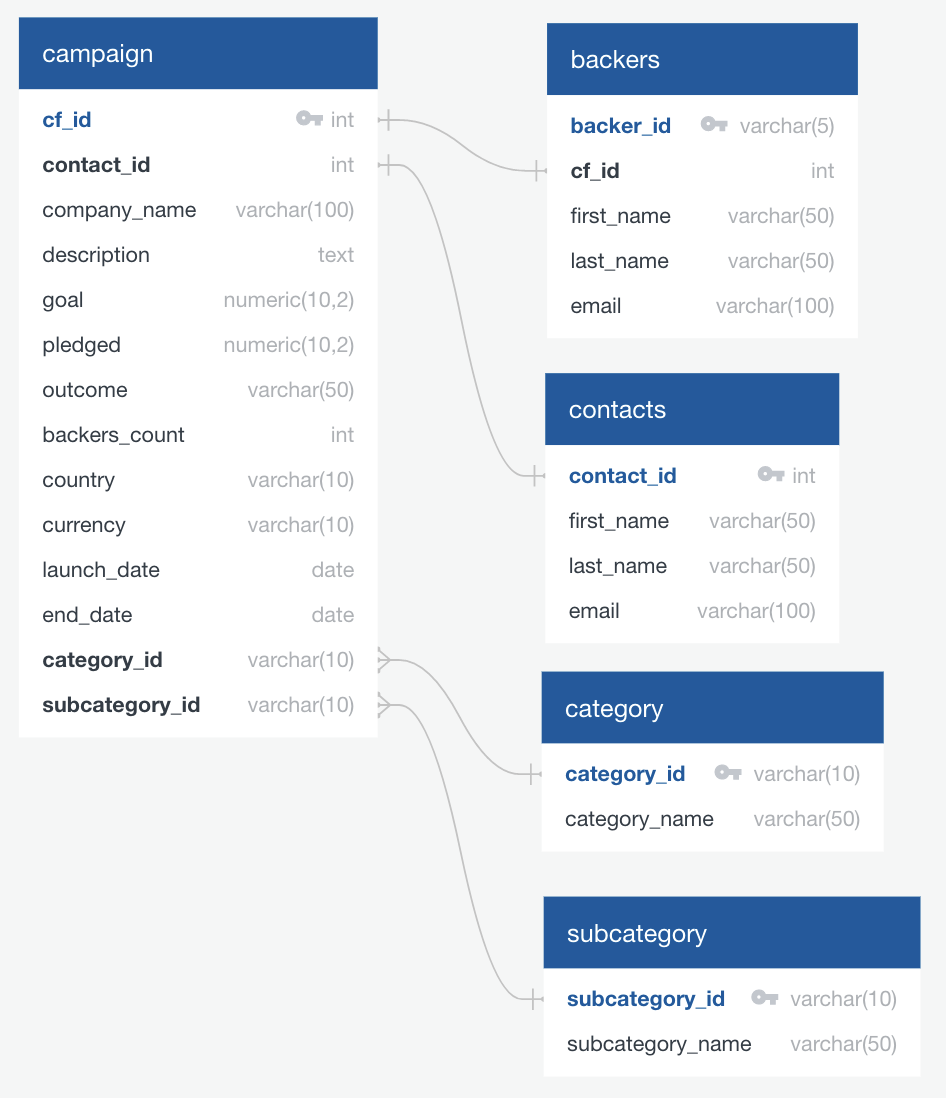 campaign
cf_id int
contact_id int
company_name varchar(100)
description text
goal numeric(10,2)
pledged numeric(10,2)
outcome varchar(50)
backers_count int
country varchar(10)
currency varchar(10)
launch_date date
end_date date
category_id varchar(10)
subcategory_id varchar(10)
backers
backer_id varchar(5)
cf_id int
first_name varchar(50)
last_name varchar(50)
email varchar(100)
contacts
contact_id int
first_name varchar(50)
last_name varchar(50)
email varchar(100)
category
category_id varchar(10)
category_name varchar(50)
subcategory
subcategory_id varchar(10)
subcategory_name varchar(50)